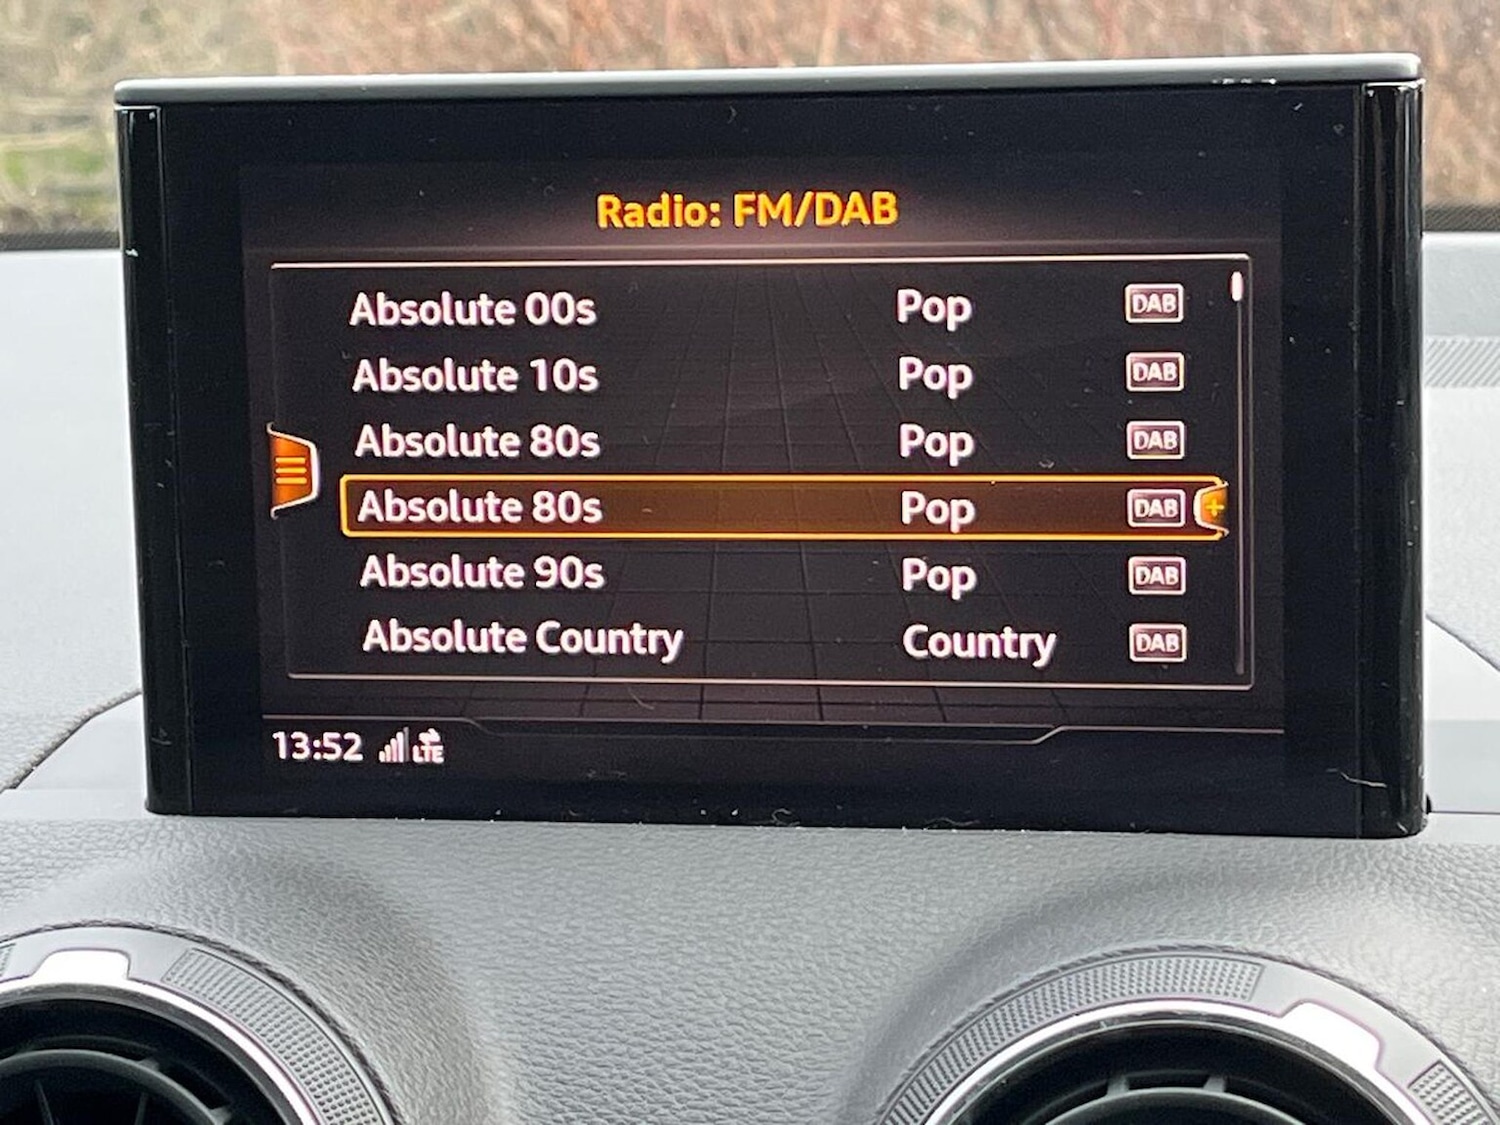 Radio: FM/DAB
Absolute 00s Pop DAB
Absolute 10s Pop DAB
Absolute 80s Pop DAB
Absolute 80s Pop DAB +
Absolute 90s Pop DAB
Absolute Country Country DAB
13:52 LTE